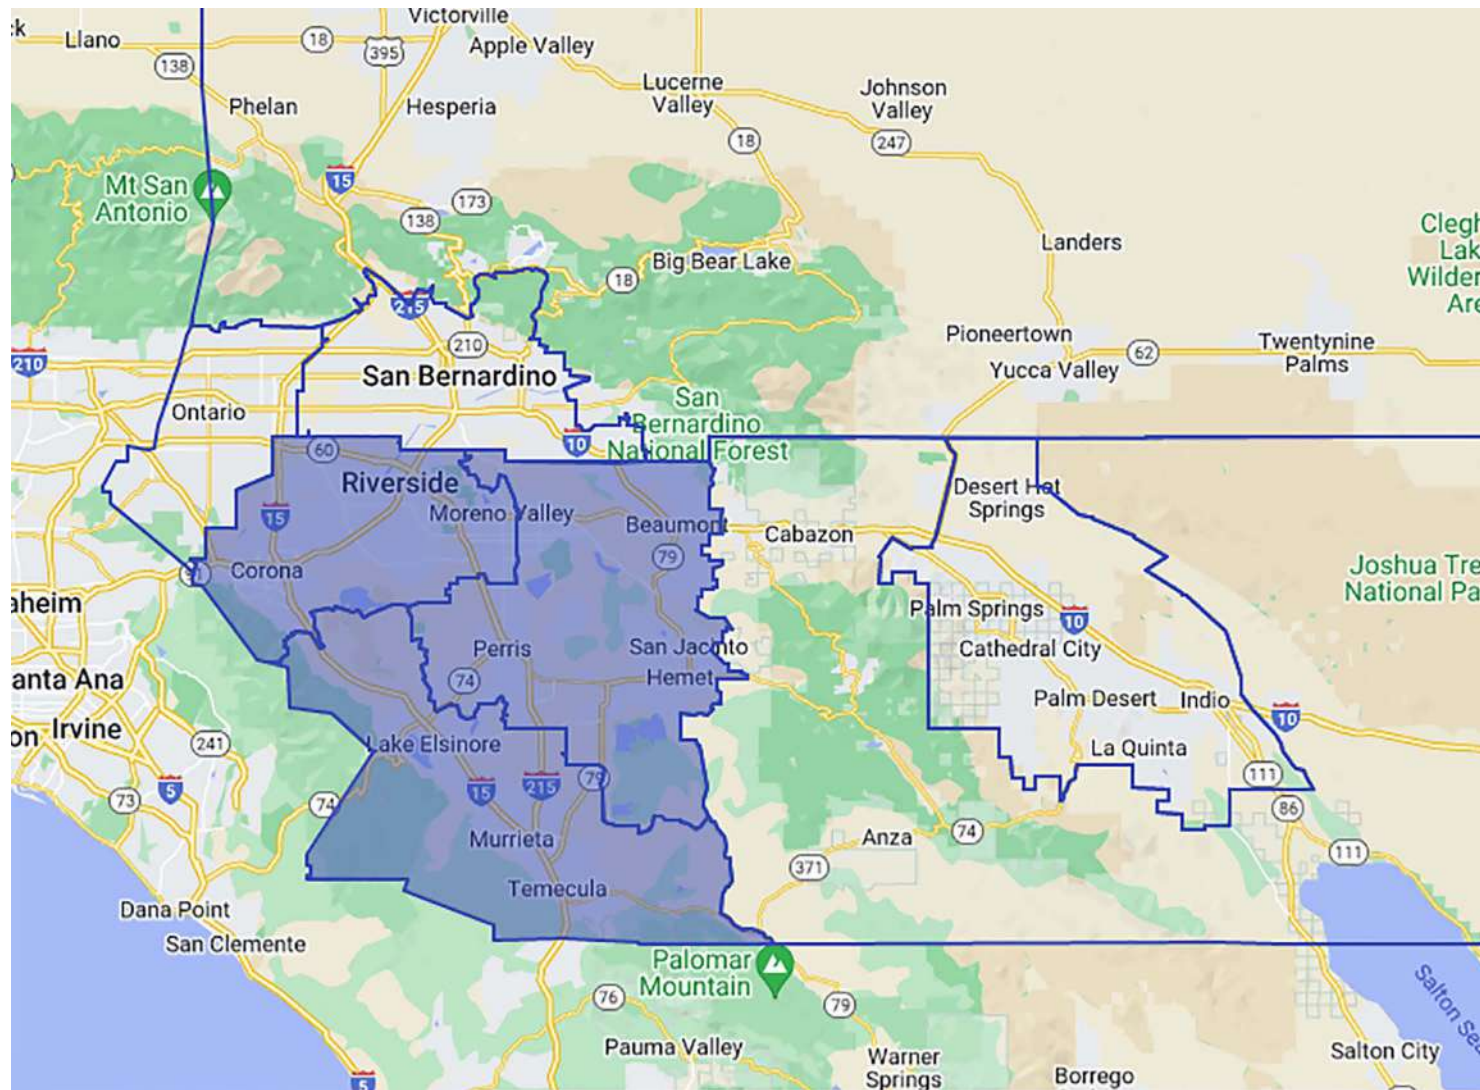 Victorville
Llano
18
395
Apple Valley
138
Lucerne
Valley
Johnson
Valley
Phelan
Hesperia
18
247
15
Mt San
Antonio
173
138
Landers
Big Bear Lake
18
215
Pioneertown
210
Twentynine
Palms
62
210
Yucca Valley
San Bernardino
San
Bernardino
National Forest
Ontario
10
60
Riverside
Desert Hot
Springs
15
Moreno Valley
Beaumont
Cabazon
79
91
Corona
Joshua Tre
National Pa
aheim
Palm Springs
10
Perris
San Jacinto
Cathedral City
74
Hemet
anta Ana
Palm Desert
Indio
10
on
Irvine
241
Lake Elsinore
La Quinta
5
73
74
15
215
79
111
86
Murrieta
Anza
74
111
371
Temecula
Dana Point
San Clemente
Palomar
Mountain
76
79
Salton Sea
Pauma Valley
Warner
Springs
Salton City
Borrego
5